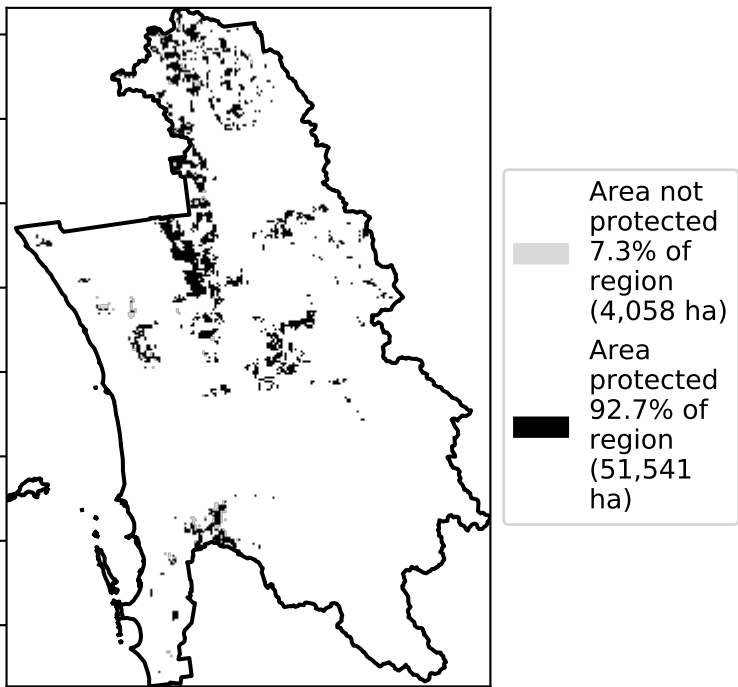 Area not
protected
7.3% of
region
(4,058 ha)
Area
protected
92.7% of
region
(51,541
ha)